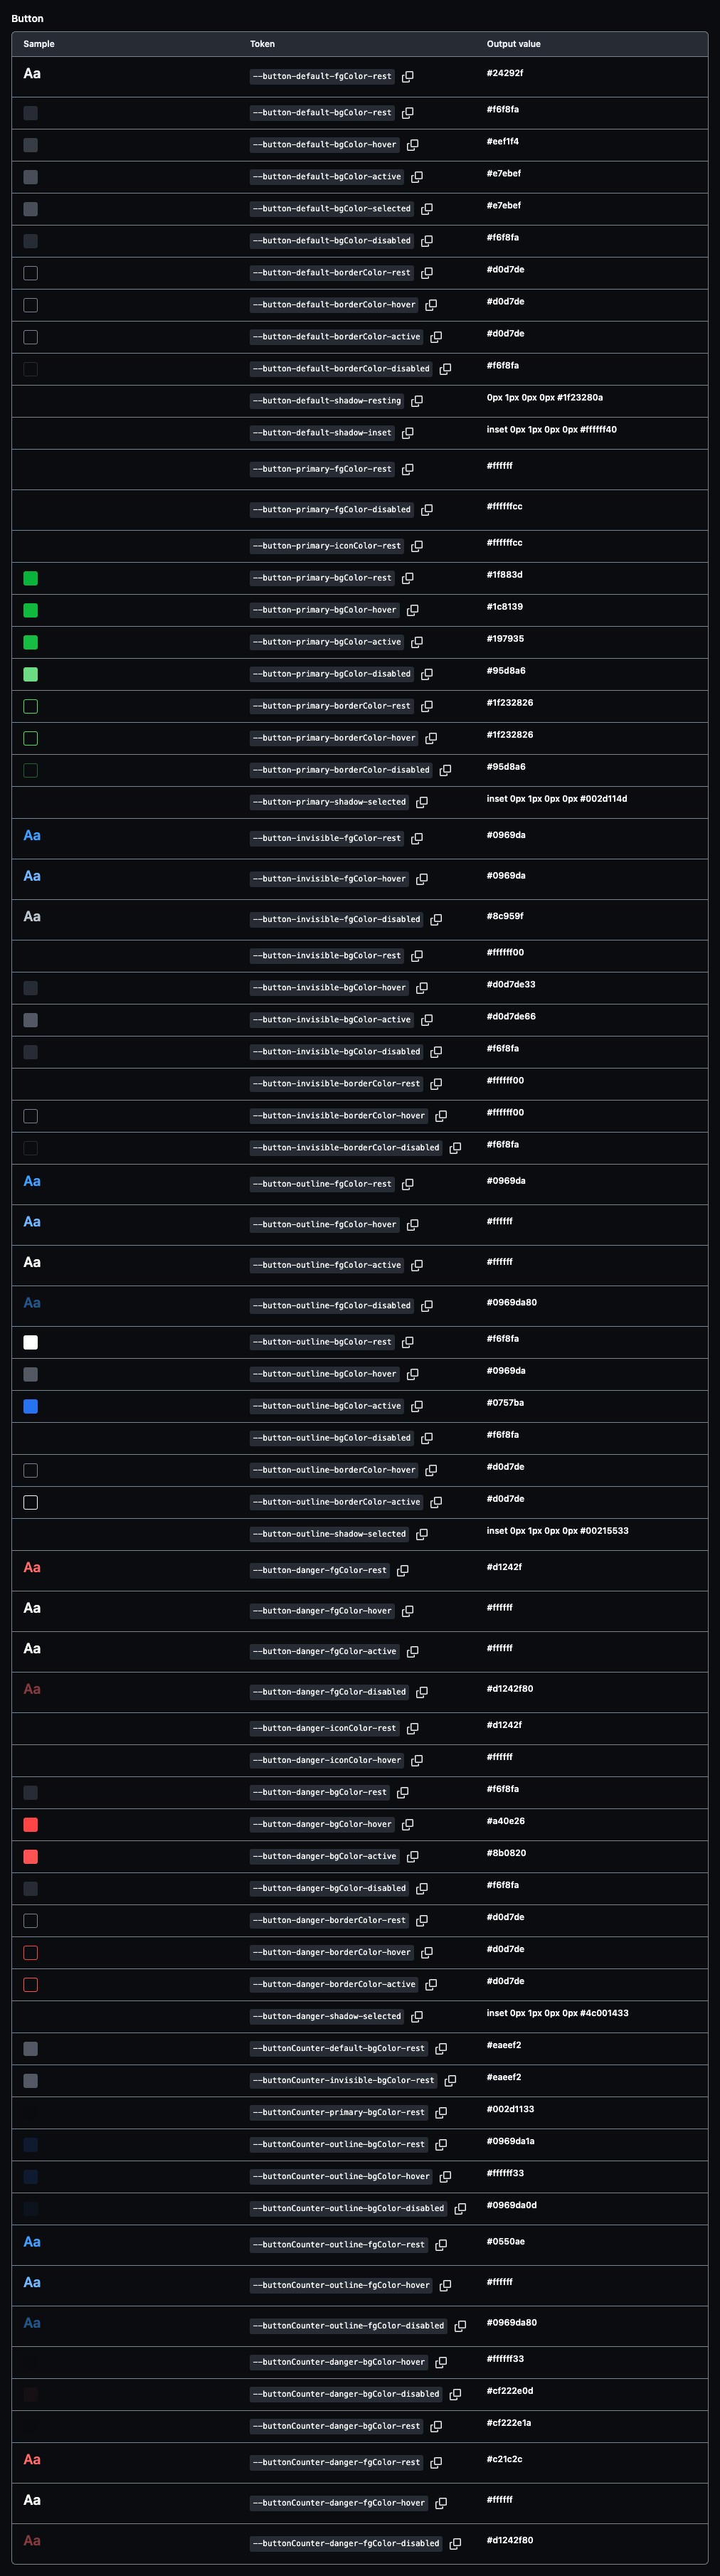 Button
Sample Token Output value
Aa --button-default-fgColor-rest #24292f
--button-default-bgColor-rest #f6f8fa
--button-default-bgColor-hover #eef1f4
--button-default-bgColor-active #e7ebef
--button-default-bgColor-selected #e7ebef
--button-default-bgColor-disabled #f6f8fa
--button-default-borderColor-rest #d0d7de
--button-default-borderColor-hover #d0d7de
--button-default-borderColor-active #d0d7de
--button-default-borderColor-disabled #f6f8fa
--button-default-shadow-resting 0px 1px 0px 0px #1f23280a
--button-default-shadow-inset inset 0px 1px 0px 0px #ffffff40
--button-primary-fgColor-rest #ffffff
--button-primary-fgColor-disabled #ffffffcc
--button-primary-iconColor-rest #ffffffcc
--button-primary-bgColor-rest #1f883d
--button-primary-bgColor-hover #1c8139
--button-primary-bgColor-active #197935
--button-primary-bgColor-disabled #95d8a6
--button-primary-borderColor-rest #1f232826
--button-primary-borderColor-hover #1f232826
--button-primary-borderColor-disabled #95d8a6
--button-primary-shadow-selected inset 0px 1px 0px 0px #002d114d
Aa --button-invisible-fgColor-rest #0969da
Aa --button-invisible-fgColor-hover #0969da
Aa --button-invisible-fgColor-disabled #8c959f
--button-invisible-bgColor-rest #ffffff00
--button-invisible-bgColor-hover #d0d7de33
--button-invisible-bgColor-active #d0d7de66
--button-invisible-bgColor-disabled #f6f8fa
--button-invisible-borderColor-rest #ffffff00
--button-invisible-borderColor-hover #ffffff00
--button-invisible-borderColor-disabled #f6f8fa
Aa --button-outline-fgColor-rest #0969da
Aa --button-outline-fgColor-hover #ffffff
Aa --button-outline-fgColor-active #ffffff
Aa --button-outline-fgColor-disabled #0969da80
--button-outline-bgColor-rest #f6f8fa
--button-outline-bgColor-hover #0969da
--button-outline-bgColor-active #0757ba
--button-outline-bgColor-disabled #f6f8fa
--button-outline-borderColor-hover #d0d7de
--button-outline-borderColor-active #d0d7de
--button-outline-shadow-selected inset 0px 1px 0px 0px #00215533
Aa --button-danger-fgColor-rest #d1242f
Aa --button-danger-fgColor-hover #ffffff
Aa --button-danger-fgColor-active #ffffff
Aa --button-danger-fgColor-disabled #d1242f80
--button-danger-iconColor-rest #d1242f
--button-danger-iconColor-hover #ffffff
--button-danger-bgColor-rest #f6f8fa
--button-danger-bgColor-hover #a40e26
--button-danger-bgColor-active #8b0820
--button-danger-bgColor-disabled #f6f8fa
--button-danger-borderColor-rest #d0d7de
--button-danger-borderColor-hover #d0d7de
--button-danger-borderColor-active #d0d7de
--button-danger-shadow-selected inset 0px 1px 0px 0px #4c001433
--buttonCounter-default-bgColor-rest #eaeef2
--buttonCounter-invisible-bgColor-rest #eaeef2
--buttonCounter-primary-bgColor-rest #002d1133
--buttonCounter-outline-bgColor-rest #0969da1a
--buttonCounter-outline-bgColor-hover #ffffff33
--buttonCounter-outline-bgColor-disabled #0969da0d
Aa --buttonCounter-outline-fgColor-rest #0550ae
Aa --buttonCounter-outline-fgColor-hover #ffffff
Aa --buttonCounter-outline-fgColor-disabled #0969da80
--buttonCounter-danger-bgColor-hover #ffffff33
--buttonCounter-danger-bgColor-disabled #cf222e0d
--buttonCounter-danger-bgColor-rest #cf222e1a
Aa --buttonCounter-danger-fgColor-rest #c21c2c
Aa --buttonCounter-danger-fgColor-hover #ffffff
Aa --buttonCounter-danger-fgColor-disabled #d1242f80